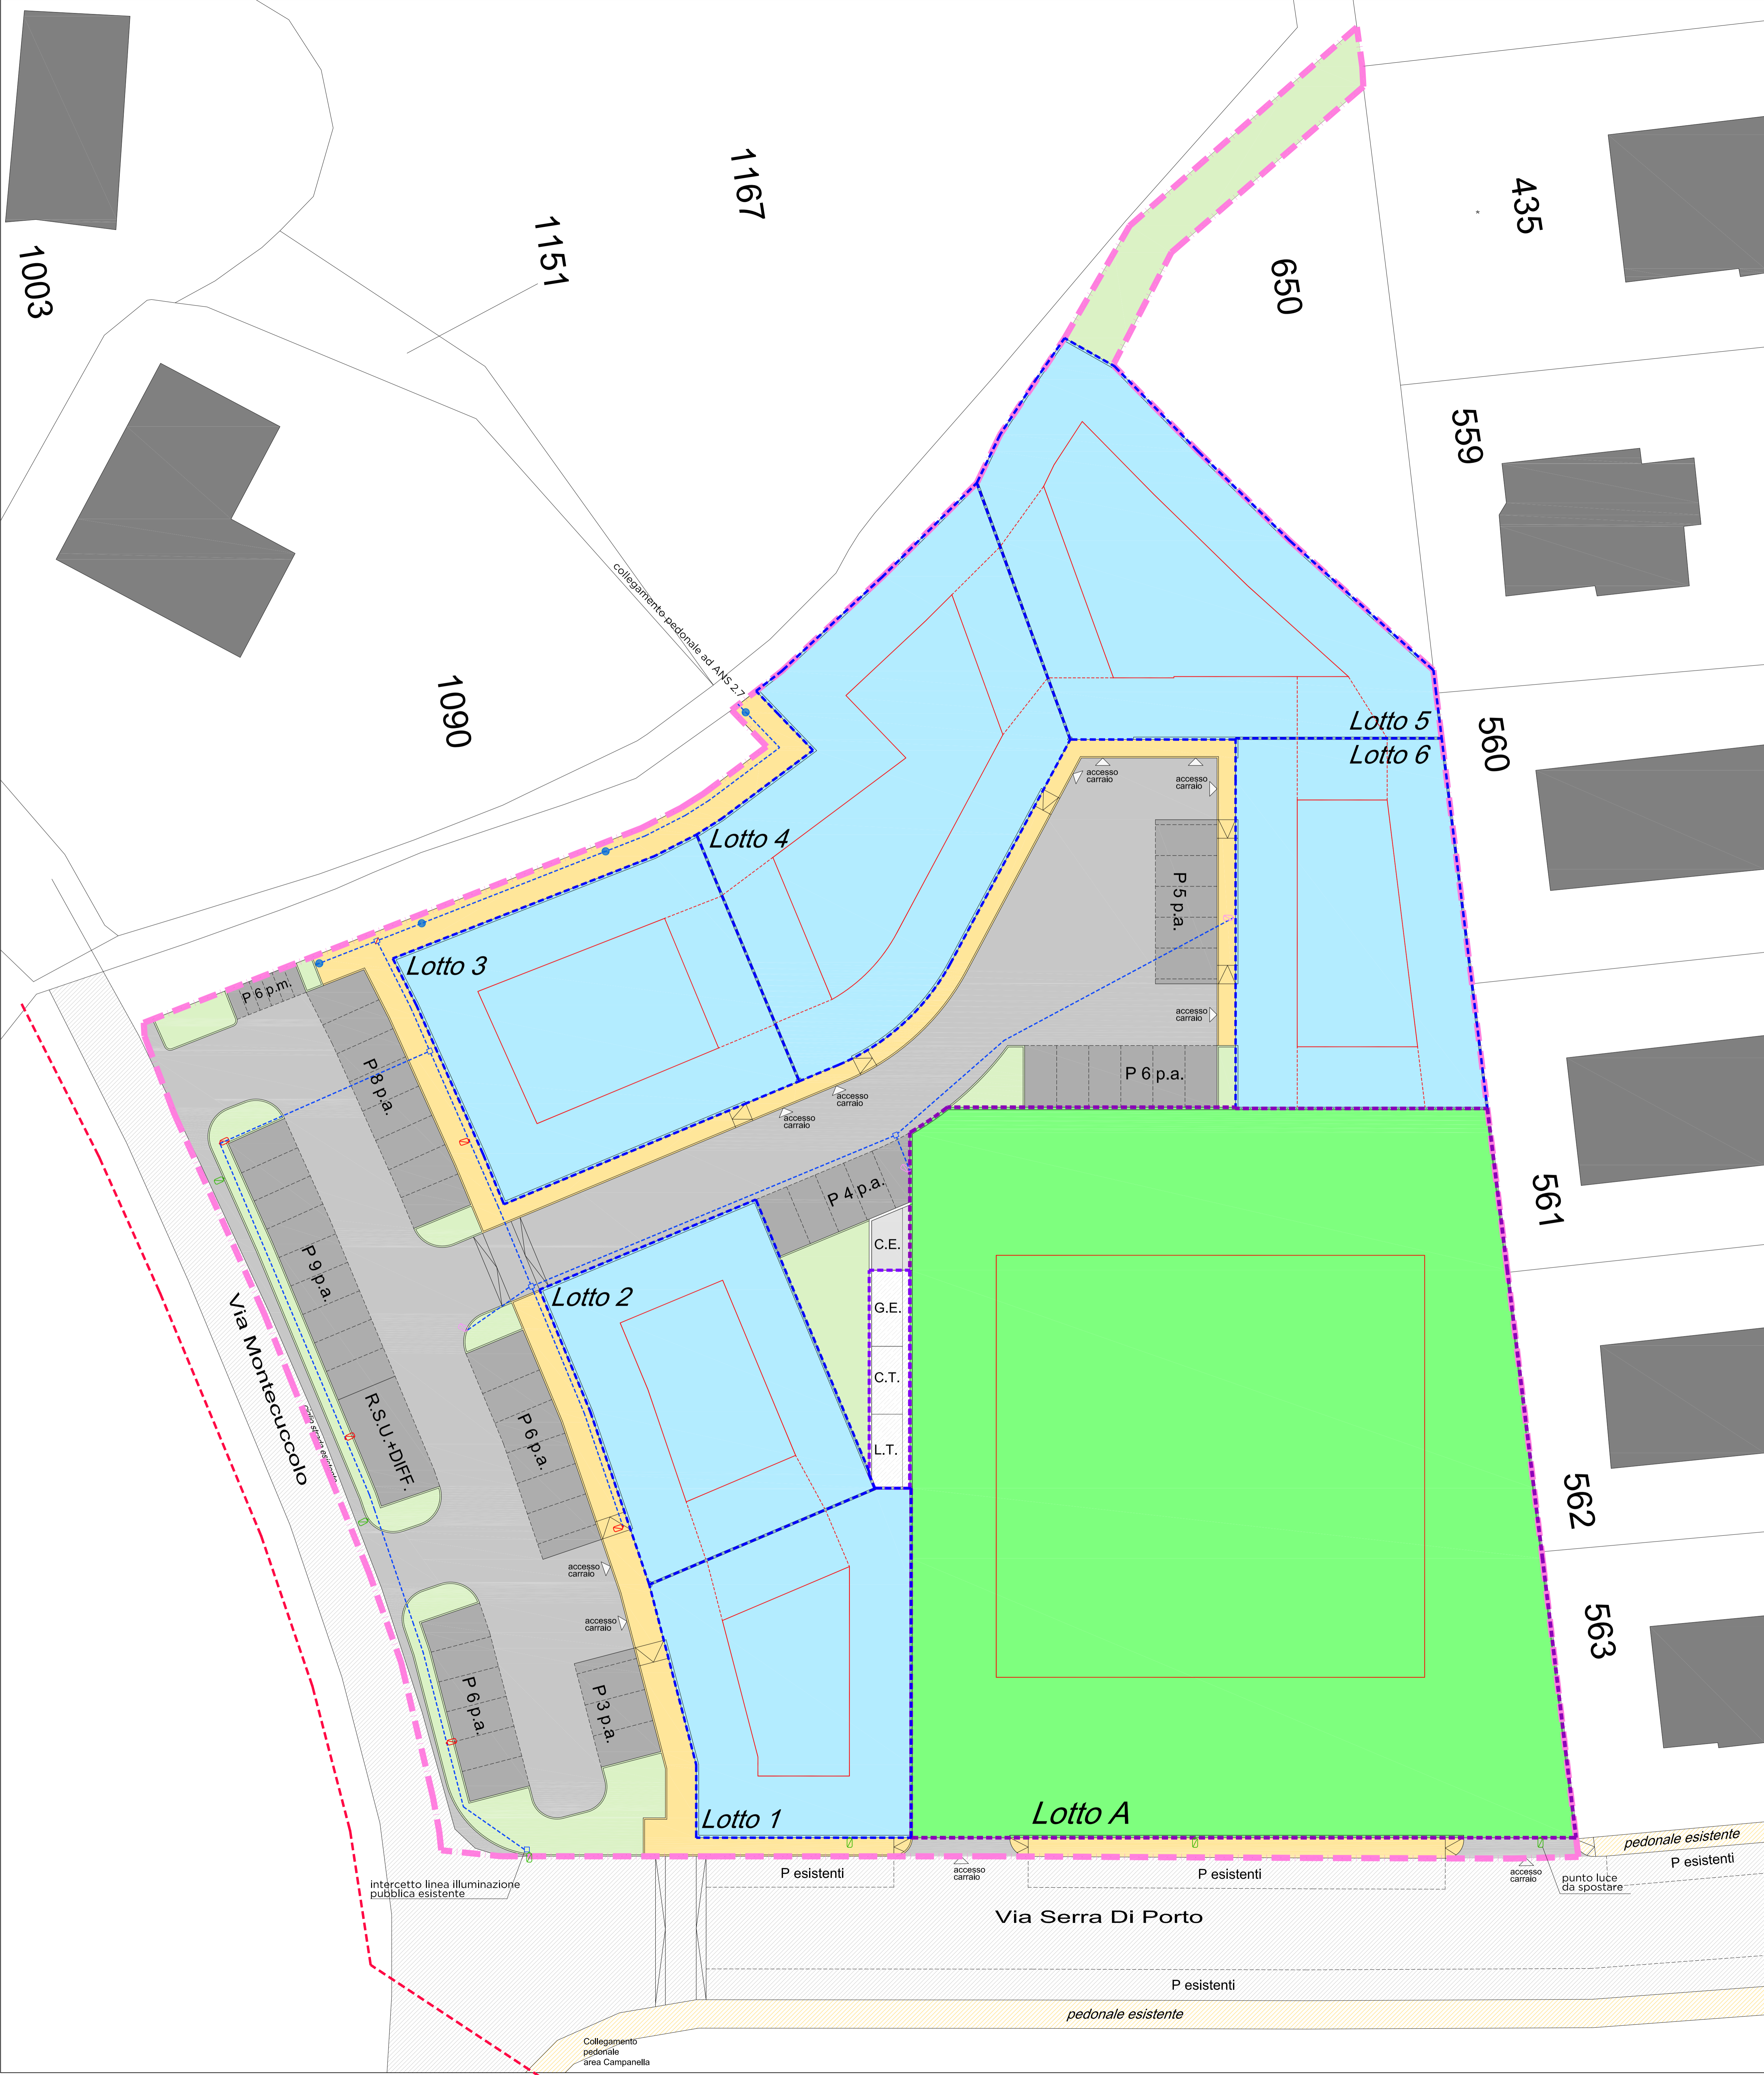 1167
1151
1003
435
650
559
collegamento pedonale ad ANS 2.7
1090
560
Lotto 5
Lotto 6
accesso
carraio
accesso
carraio
Lotto 4
P 5 p.a.
Lotto 3
P 6 p.m.
accesso
carraio
P 8 p.a.
P 6 p.a.
accesso
carraio
accesso
carraio
561
P 4 p.a.
C.E.
P 9 p.a.
Lotto 2
G.E.
Via Montecuccolo
C.T.
R.S.U.+DIFF.
P 6 p.a.
L.T.
562
accesso
carraio
563
accesso
carraio
P 6 p.a.
P 3 p.a.
Lotto 1
Lotto A
pedonale esistente
P esistenti
P esistenti
P esistenti
accesso
carraio
accesso
carraio
punto luce
da spostare
intercetto linea illuminazione
pubblica esistente
Via Serra Di Porto
P esistenti
pedonale esistente
Collegamento
pedonale
area Campanella